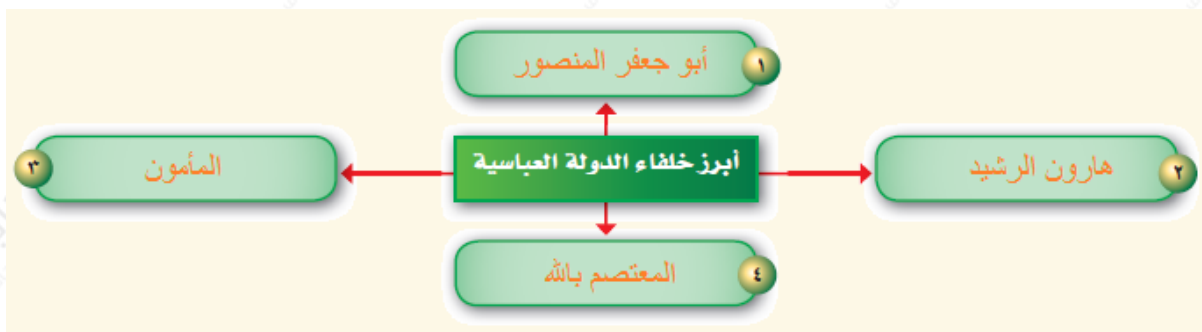 ١ أبو جعفر المنصور
أبرز خلفاء الدولة العباسية
٢ هارون الرشيد
٣ المأمون
٤ المعتصم بالله